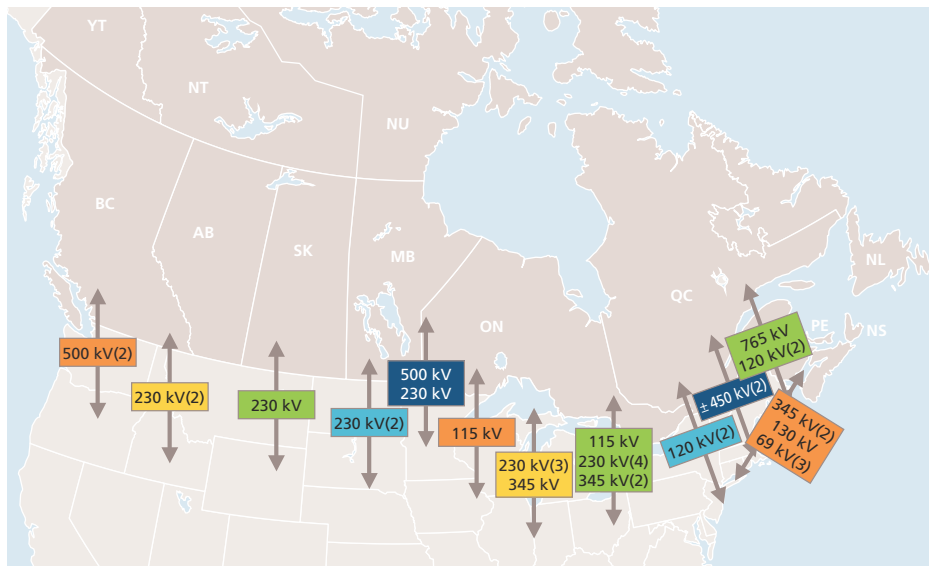 YT
NT
NU
BC
AB
SK
MB
ON
QC
NL
PE
NS
500 kV(2)
230 kV(2)
230 kV
230 kV(2)
500 kV
230 kV
115 kV
230 kV(3)
345 kV
115 kV
230 kV(4)
345 kV(2)
120 kV(2)
± 450 kV(2)
765 kV
120 kV(2)
345 kV(2)
130 kV
69 kV(3)